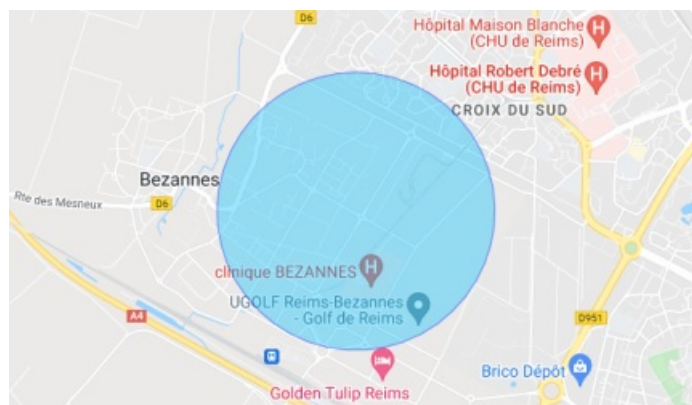 D6
Hôpital Maison Blanche
(CHU de Reims)
Hôpital Robert Debré
(CHU de Reims)
CROIX DU SUD
Bezannes
Rte des Mesneux
D6
clinique BEZANNES
UGOLF Reims-Bezannes
- Golf de Reims
A4
D951
Brico Dépôt
Golden Tulip Reims